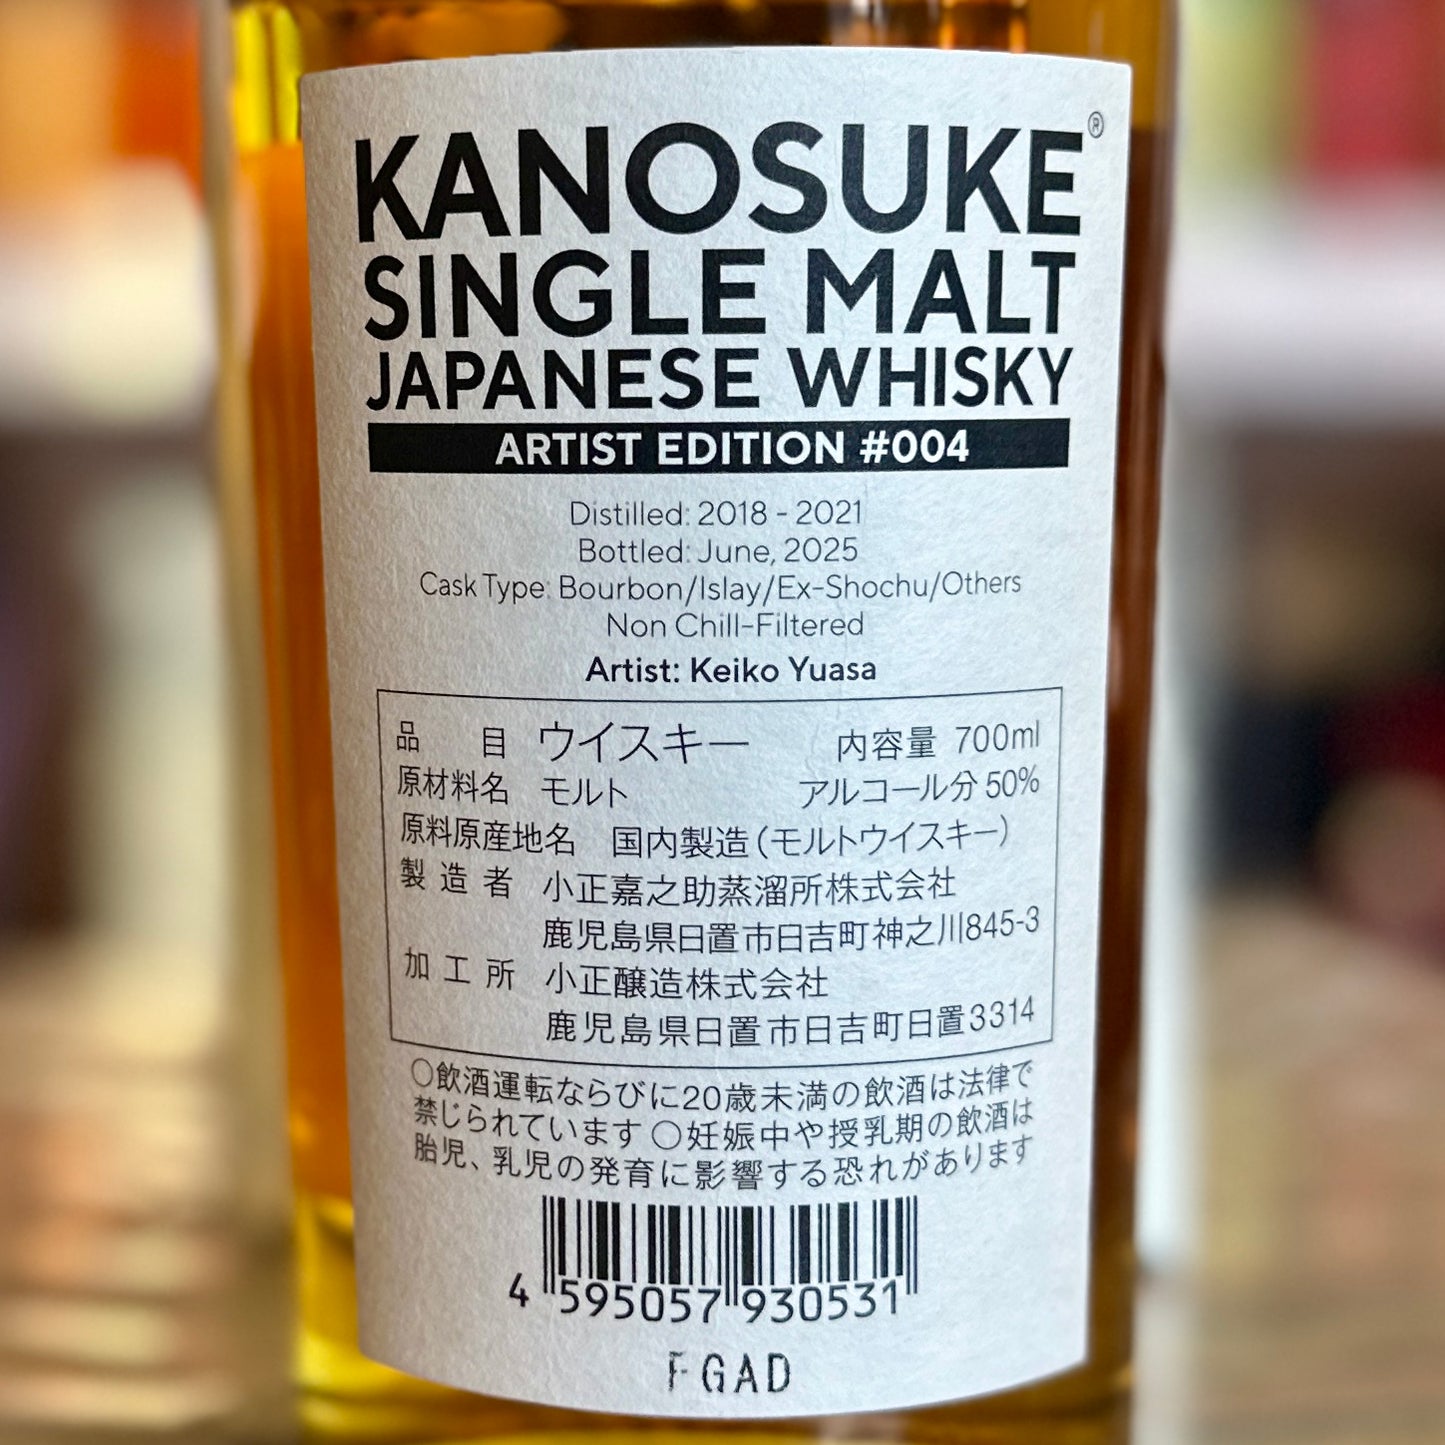 KANOSUKE®
SINGLE MALT
JAPANESE WHISKY
ARTIST EDITION #004
Distilled: 2018 - 2021
Bottled: June, 2025
Cask Type: Bourbon/Islay/Ex-Shochu/Others
Non Chill-Filtered
Artist: Keiko Yuasa
品目 ウイスキー 内容量 700ml
原材料名 モルト アルコール分 50%
原料原産地名 国内製造(モルトウイスキー)
製造者 小正嘉之助蒸溜所株式会社
鹿児島県日置市日吉町神之川845-3
加工所 小正醸造株式会社
鹿児島県日置市日吉町日置3314
○飲酒運転ならびに20歳未満の飲酒は法律で
禁じられています ○妊娠中や授乳期の飲酒は
胎児、乳児の発育に影響する恐れがあります
4 595057 930531
FGAD